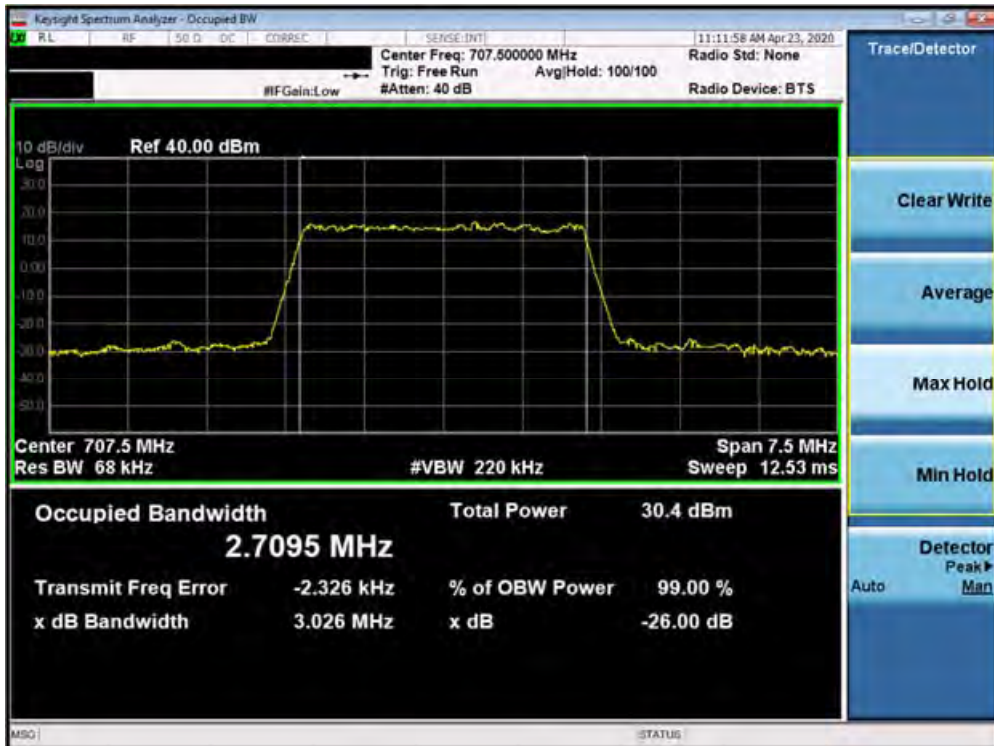 Keysight Spectrum Analyzer - Occupied BW
RL RF 50 Ω DC CORREC SENSE:INT 11:11:58 AM Apr 23, 2020
Center Freq: 707.500000 MHz Radio Std: None
Trig: Free Run Avg|Hold: 100/100
#IFGain:Low #Atten: 40 dB Radio Device: BTS
Trace/Detector
10 dB/div Ref 40.00 dBm
Log
30.0
20.0
10.0
0.00
-10.0
-20.0
-30.0
-40.0
-50.0
Center 707.5 MHz Span 7.5 MHz
Res BW 68 kHz #VBW 220 kHz Sweep 12.53 ms
Occupied Bandwidth Total Power 30.4 dBm
2.7095 MHz
Transmit Freq Error -2.326 kHz % of OBW Power 99.00 %
x dB Bandwidth 3.026 MHz x dB -26.00 dB
Clear Write
Average
Max Hold
Min Hold
Detector
Peak▶
Auto Man
MSG STATUS